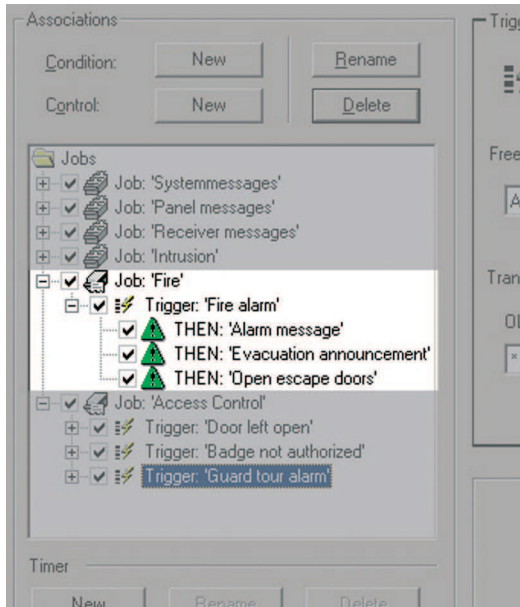 Associations
Condition: New Rename
Control: New Delete
Jobs
Job: 'Systemmessages'
Job: 'Panel messages'
Job: 'Receiver messages'
Job: 'Intrusion'
Job: 'Fire'
Trigger: 'Fire alarm'
THEN: 'Alarm message'
THEN: 'Evacuation announcement'
THEN: 'Open escape doors'
Job: 'Access Control'
Trigger: 'Door left open'
Trigger: 'Badge not authorized'
Trigger: 'Guard tour alarm'
Timer
New Rename Delete
Trigg
Free
A
Tran
*